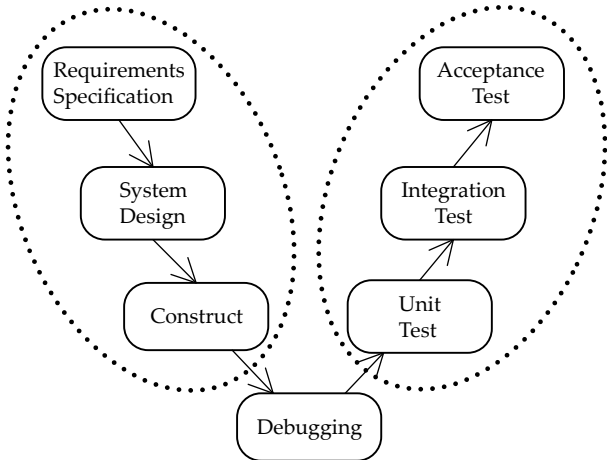 Requirements
Specification
System
Design
Construct
Debugging
Unit
Test
Integration
Test
Acceptance
Test